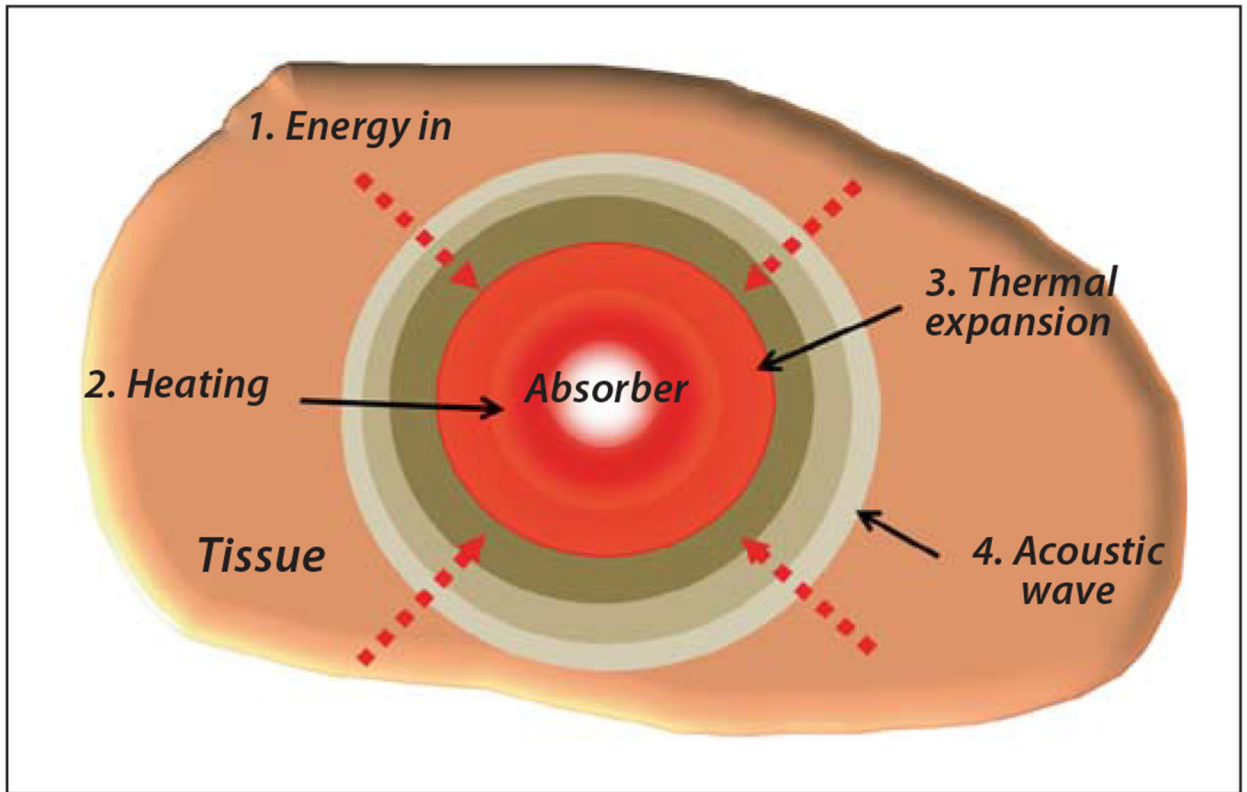 1. Energy in
3. Thermal
expansion
2. Heating
Absorber
Tissue
4. Acoustic
wave